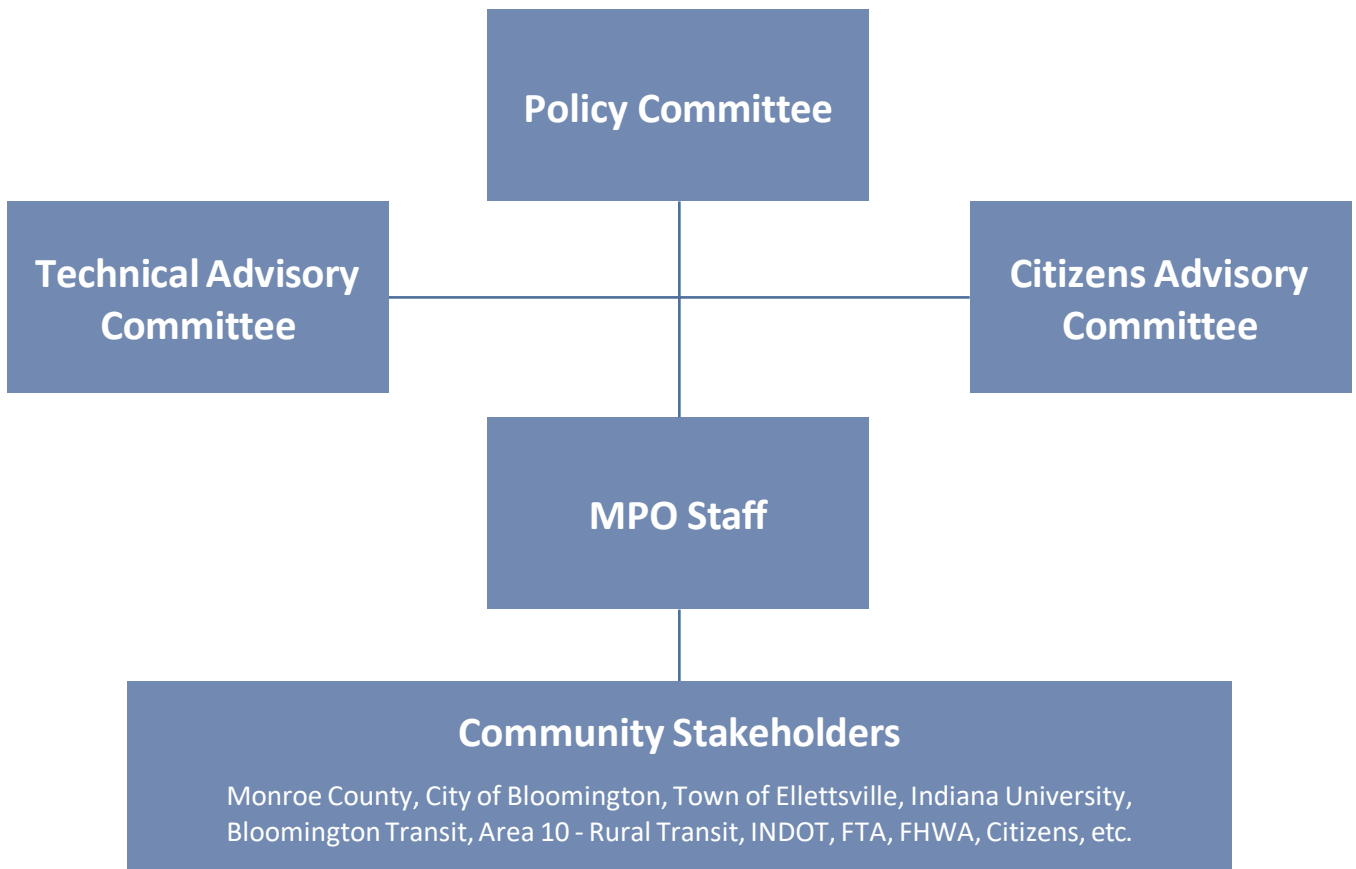 Policy Committee
Technical Advisory
Committee
Citizens Advisory
Committee
MPO Staff
Community Stakeholders
Monroe County, City of Bloomington, Town of Ellettsville, Indiana University,
Bloomington Transit, Area 10 - Rural Transit, INDOT, FTA, FHWA, Citizens, etc.